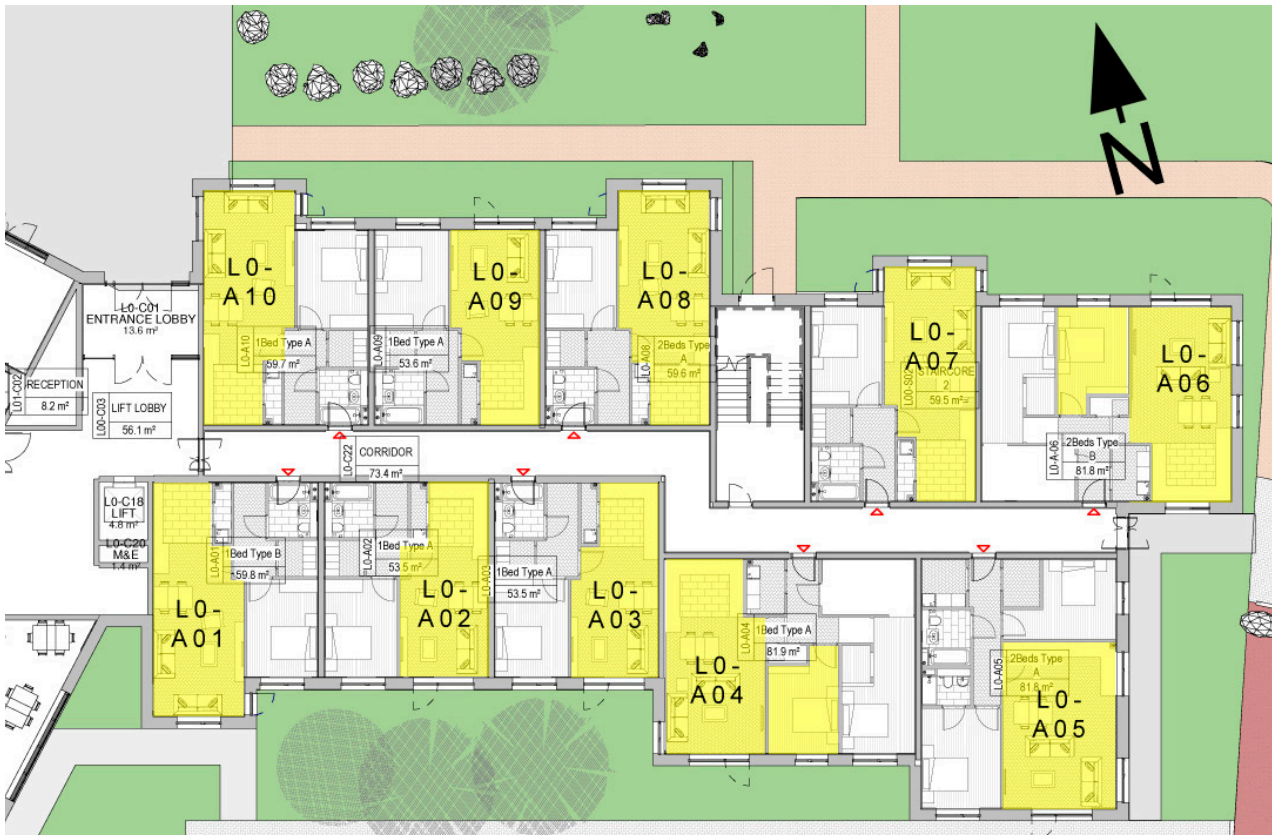 N
L0-
A10
L0-A10
1Bed Type A
59.7 m²
L0-
A09
L0-A09
1Bed Type A
53.6 m²
L0-
A08
L0-A08
2Beds Type
A
59.6 m²
L0-
A07
L00-S02
STAIRCORE
2
59.5 m²
L0-
A06
L0-A-06
2Beds Type
B
81.8 m²
L0-C01
ENTRANCE LOBBY
13.6 m²
L01-C02
RECEPTION
8.2 m²
L00-C03
LIFT LOBBY
56.1 m²
L0-C22
CORRIDOR
73.4 m²
L0-C18
LIFT
4.8 m²
L0-C20
M&E
1.4 m²
L0-
A01
L0-A01
1Bed Type B
59.8 m²
L0-
A02
L0-A02
1Bed Type A
53.5 m²
L0-
A03
L0-A03
1Bed Type A
53.5 m²
L0-
A04
L0-A04
1Bed Type A
81.9 m²
L0-
A05
L0-A05
2Beds Type
A
81.8 m²